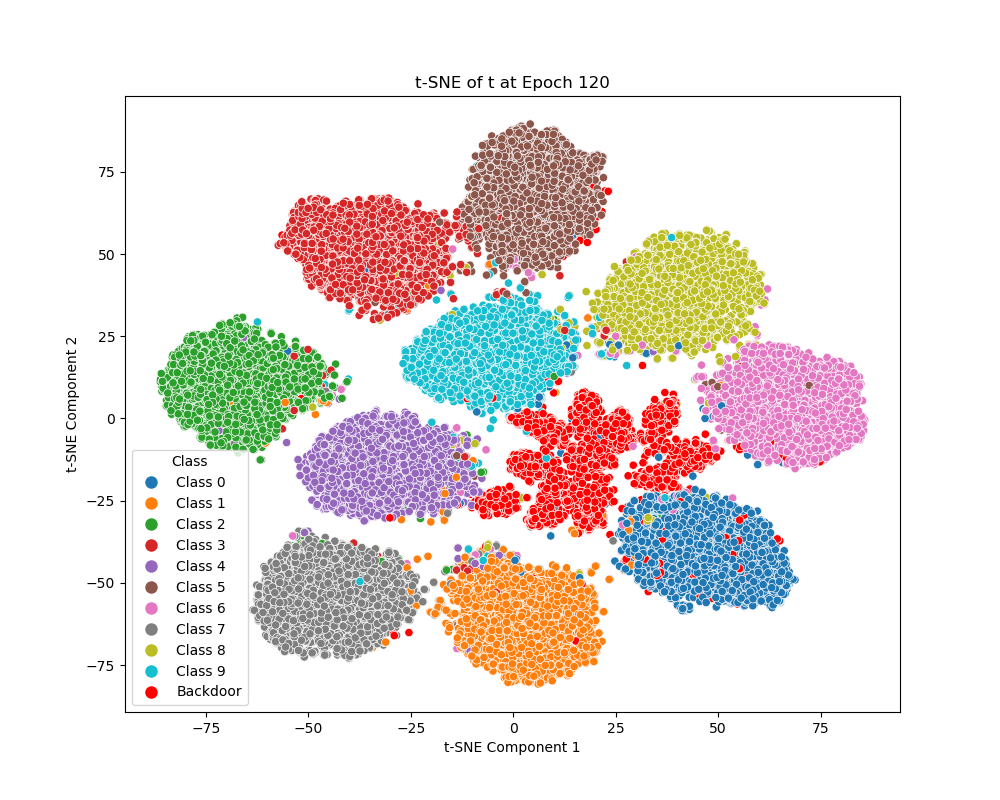 t-SNE of t at Epoch 120
t-SNE Component 2
75
50
25
0
−25
−50
−75
Class
Class 0
Class 1
Class 2
Class 3
Class 4
Class 5
Class 6
Class 7
Class 8
Class 9
Backdoor
−75
−50
−25
0
25
50
75
t-SNE Component 1